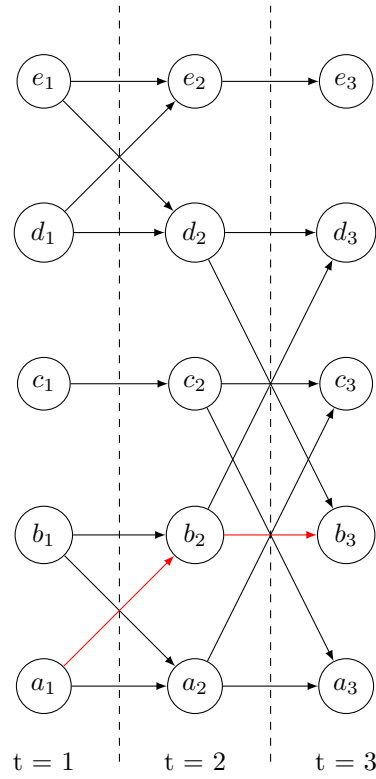 e1 e2 e3
d1 d2 d3
c1 c2 c3
b1 b2 b3
a1 a2 a3
t = 1 t = 2 t = 3